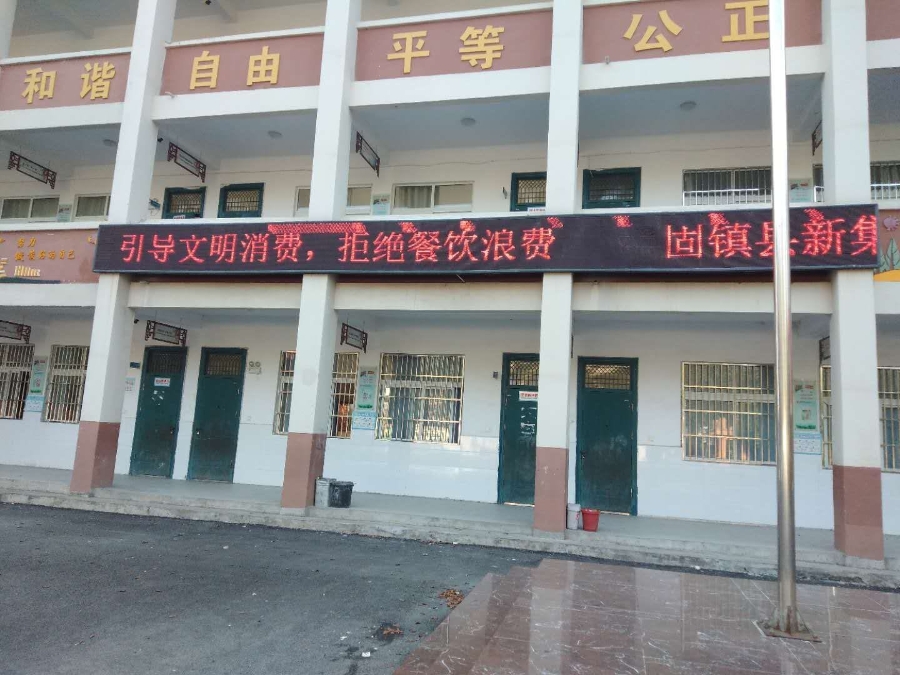 和谐 自由 平等 公正
引导文明消费，拒绝餐饮浪费 固镇县新集